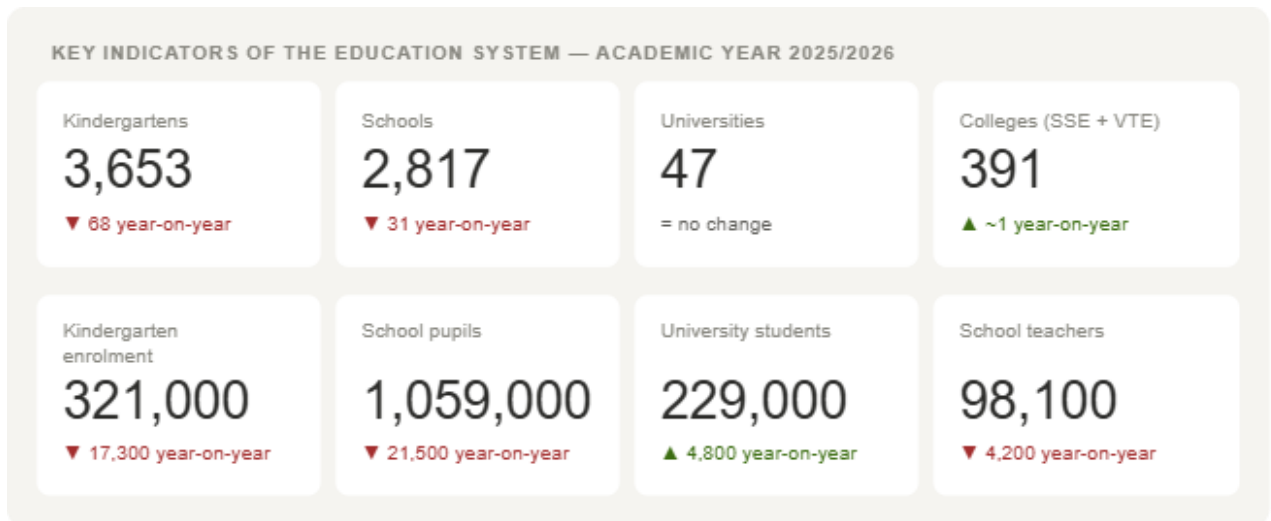 KEY INDICATORS OF THE EDUCATION SYSTEM — ACADEMIC YEAR 2025/2026
Kindergartens
3,653
▼ 68 year-on-year
Schools
2,817
▼ 31 year-on-year
Universities
47
= no change
Colleges (SSE + VTE)
391
▲ ~1 year-on-year
Kindergarten
enrolment
321,000
▼ 17,300 year-on-year
School pupils
1,059,000
▼ 21,500 year-on-year
University students
229,000
▲ 4,800 year-on-year
School teachers
98,100
▼ 4,200 year-on-year